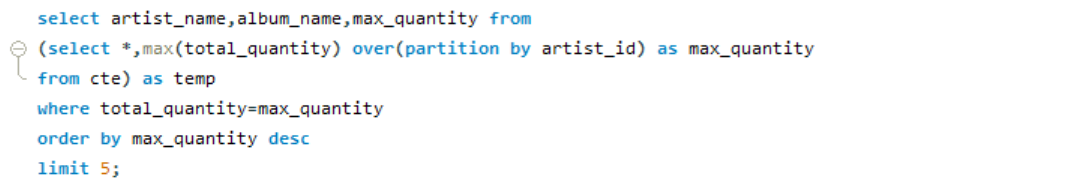 select artist_name,album_name,max_quantity from
(select *,max(total_quantity) over(partition by artist_id) as max_quantity
from cte) as temp
where total_quantity=max_quantity
order by max_quantity desc
limit 5;